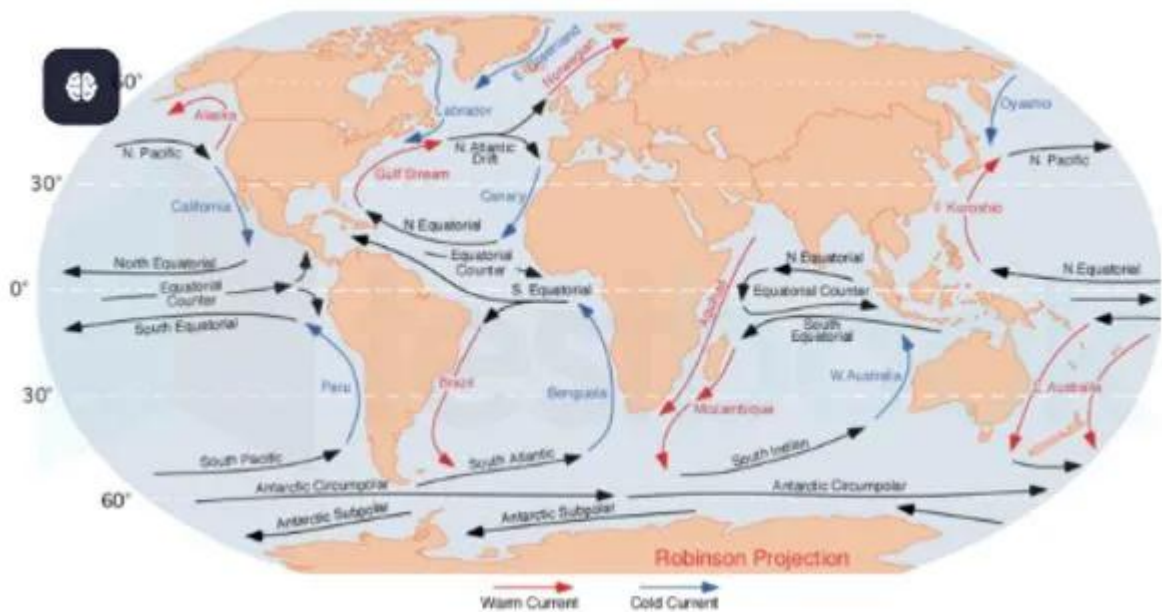 60°
E. Greenland
Norwegian
Alaska
Labrador
Oyashio
N. Pacific
N. Atlantic
Drift
N. Pacific
30°
Gulf Stream
Canary
California
Kuroshio
N Equatorial
North Equatorial
Equatorial
Counter
N Equatorial
N.Equatorial
0°
Equatorial
Counter
S. Equatorial
Equatorial Counter
South Equatorial
South
Equatorial
Peru
Brazil
Benguela
W.Australia
Australia
30°
Mozambique
South Pacific
South Atlantic
South Indian
60°
Antarctic Circumpolar
Antarctic Circumpolar
Antarctic Subpolar
Antarctic Subpolar
Robinson Projection
Warm Current
Cold Current